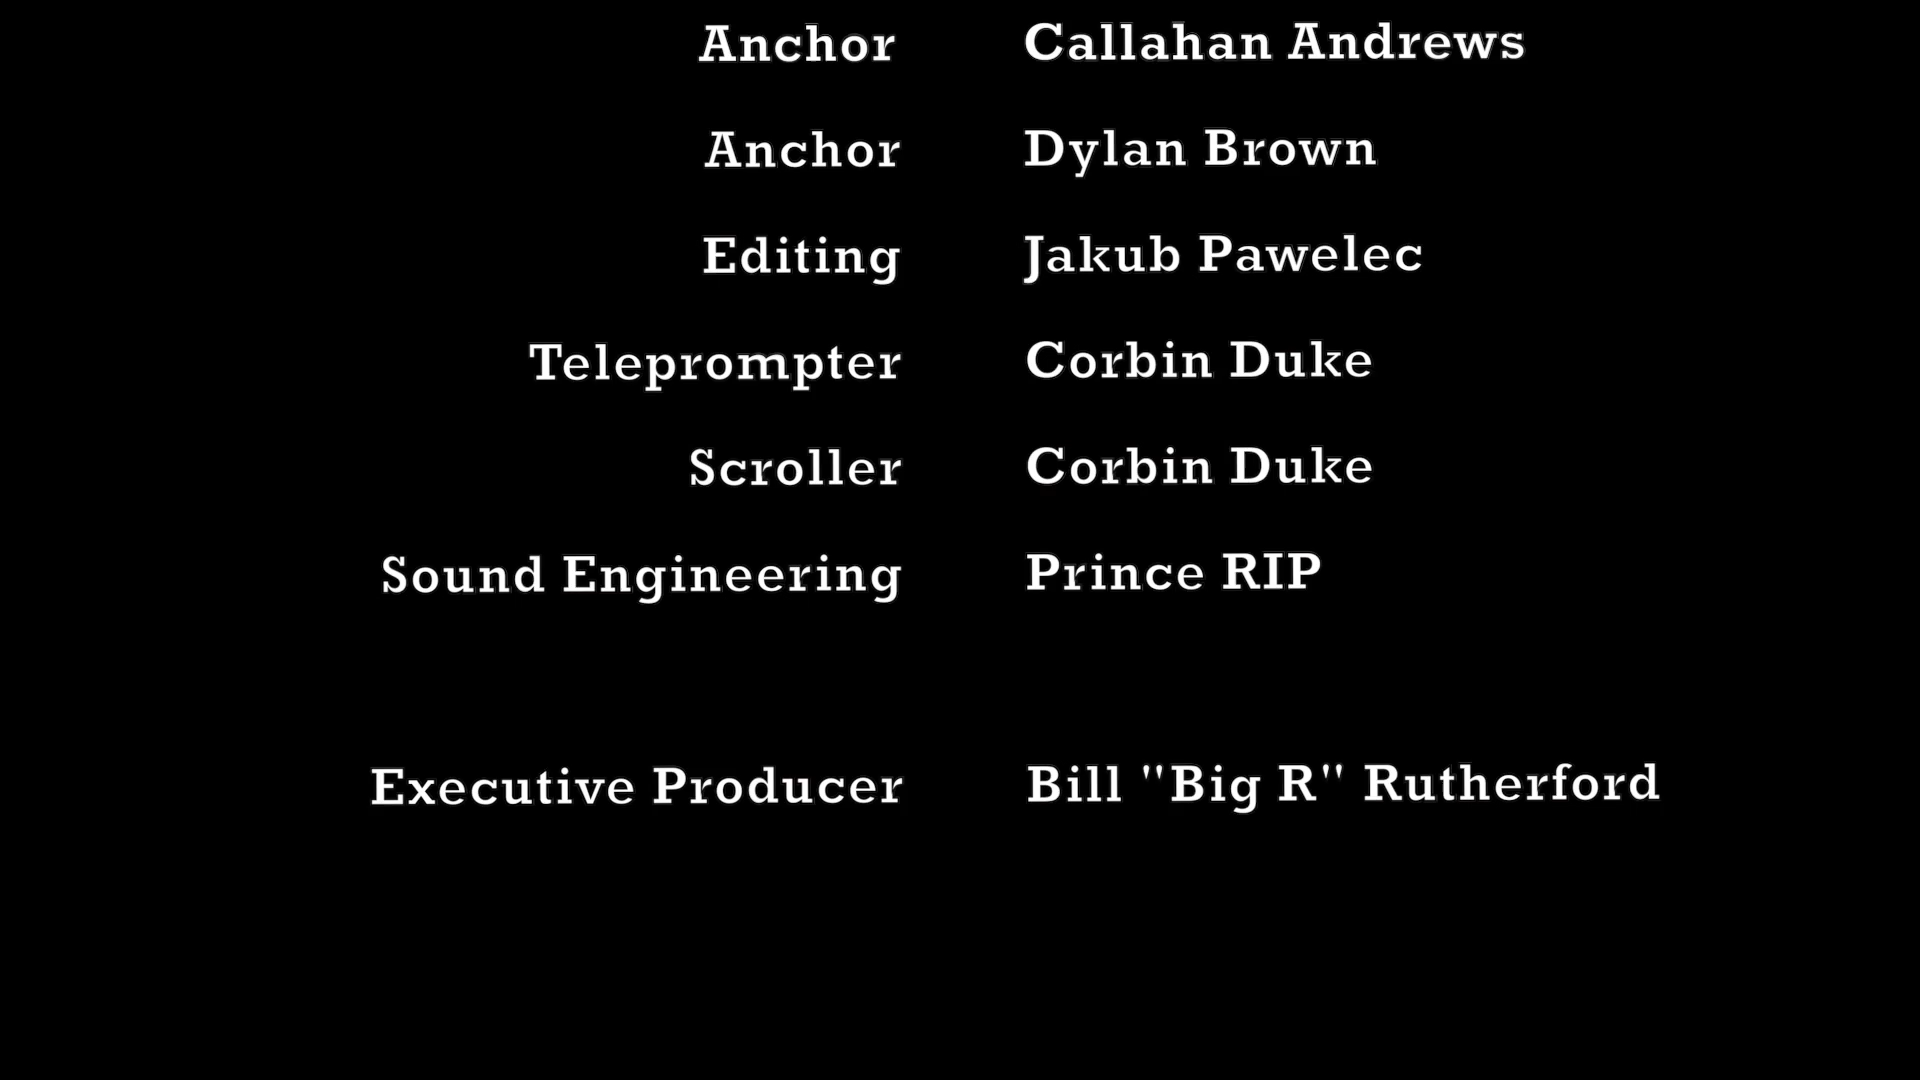 Anchor Callahan Andrews
Anchor Dylan Brown
Editing Jakub Pawelec
Teleprompter Corbin Duke
Scroller Corbin Duke
Sound Engineering Prince RIP
Executive Producer Bill "Big R" Rutherford